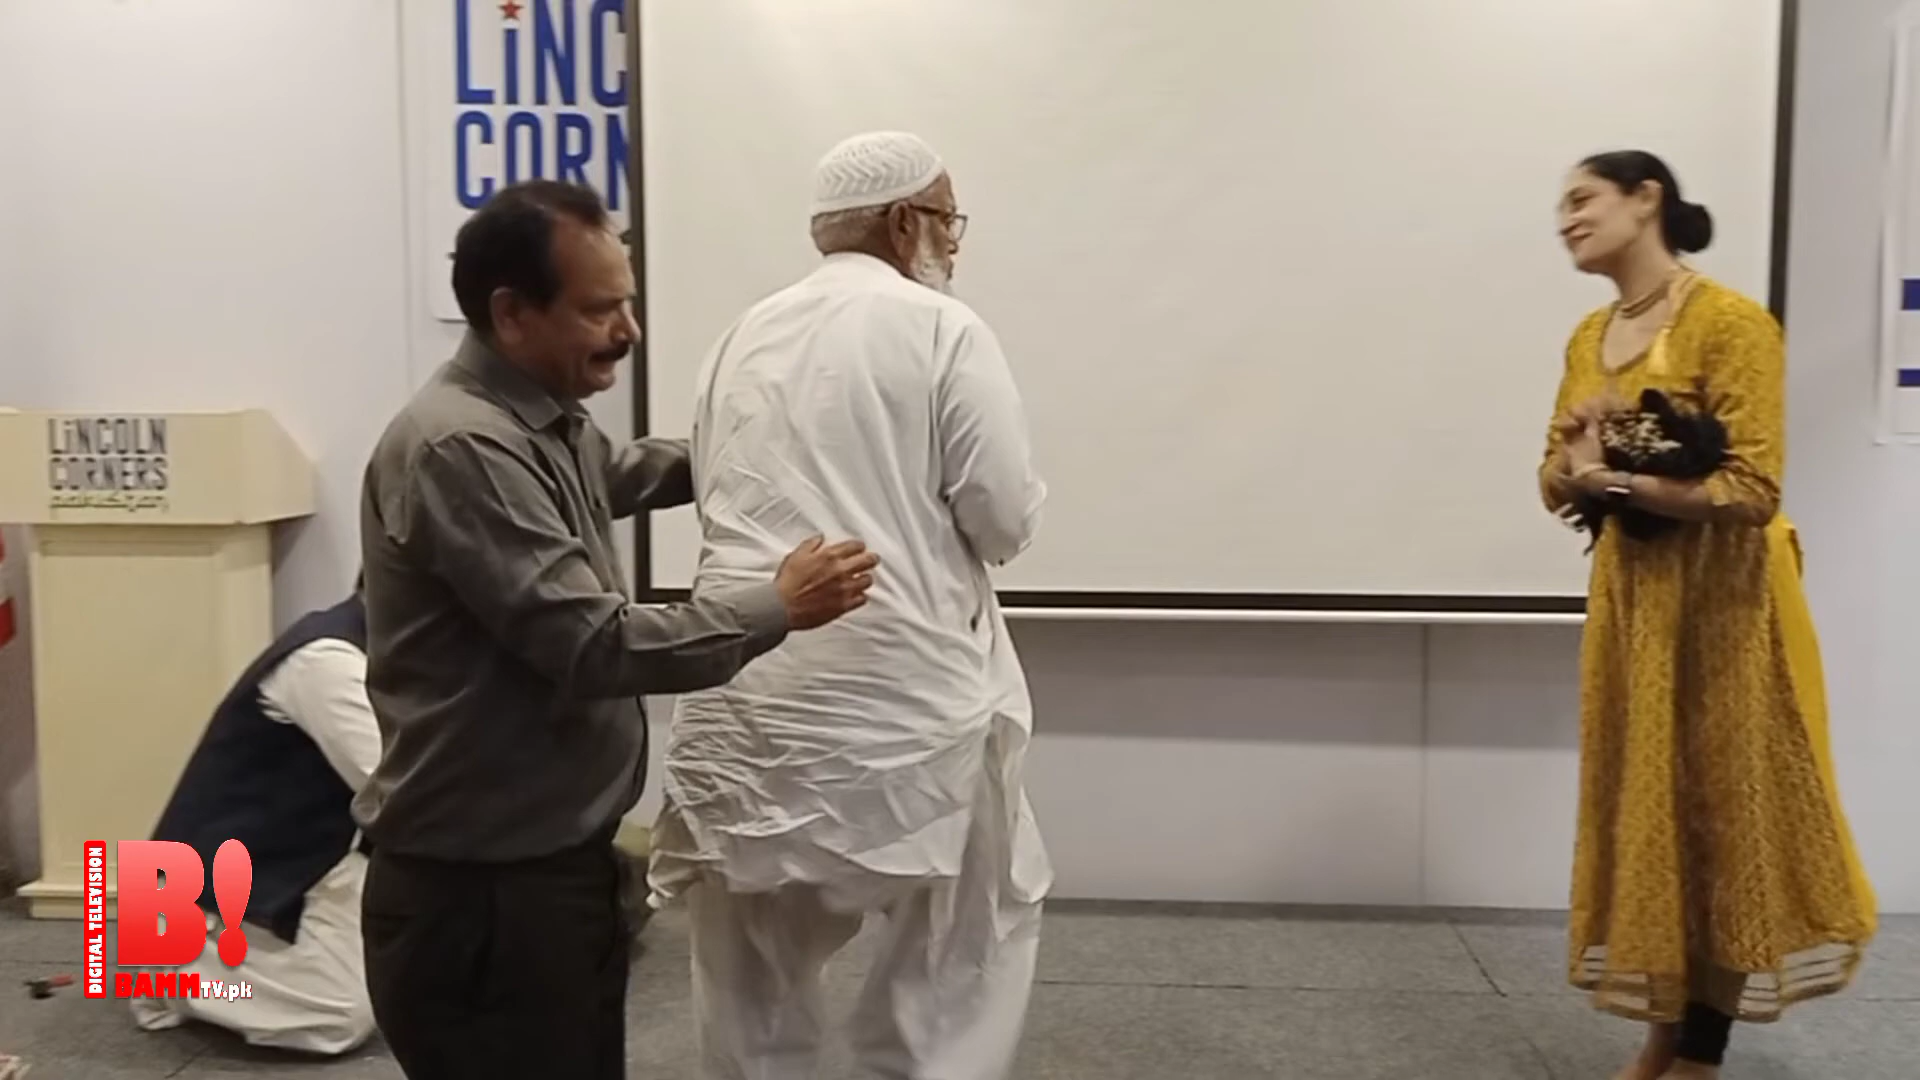 LiNC
CORN
LiNCOLN
CORNERS
DIGITAL TELEVISION
B!
BAMMTV.pk